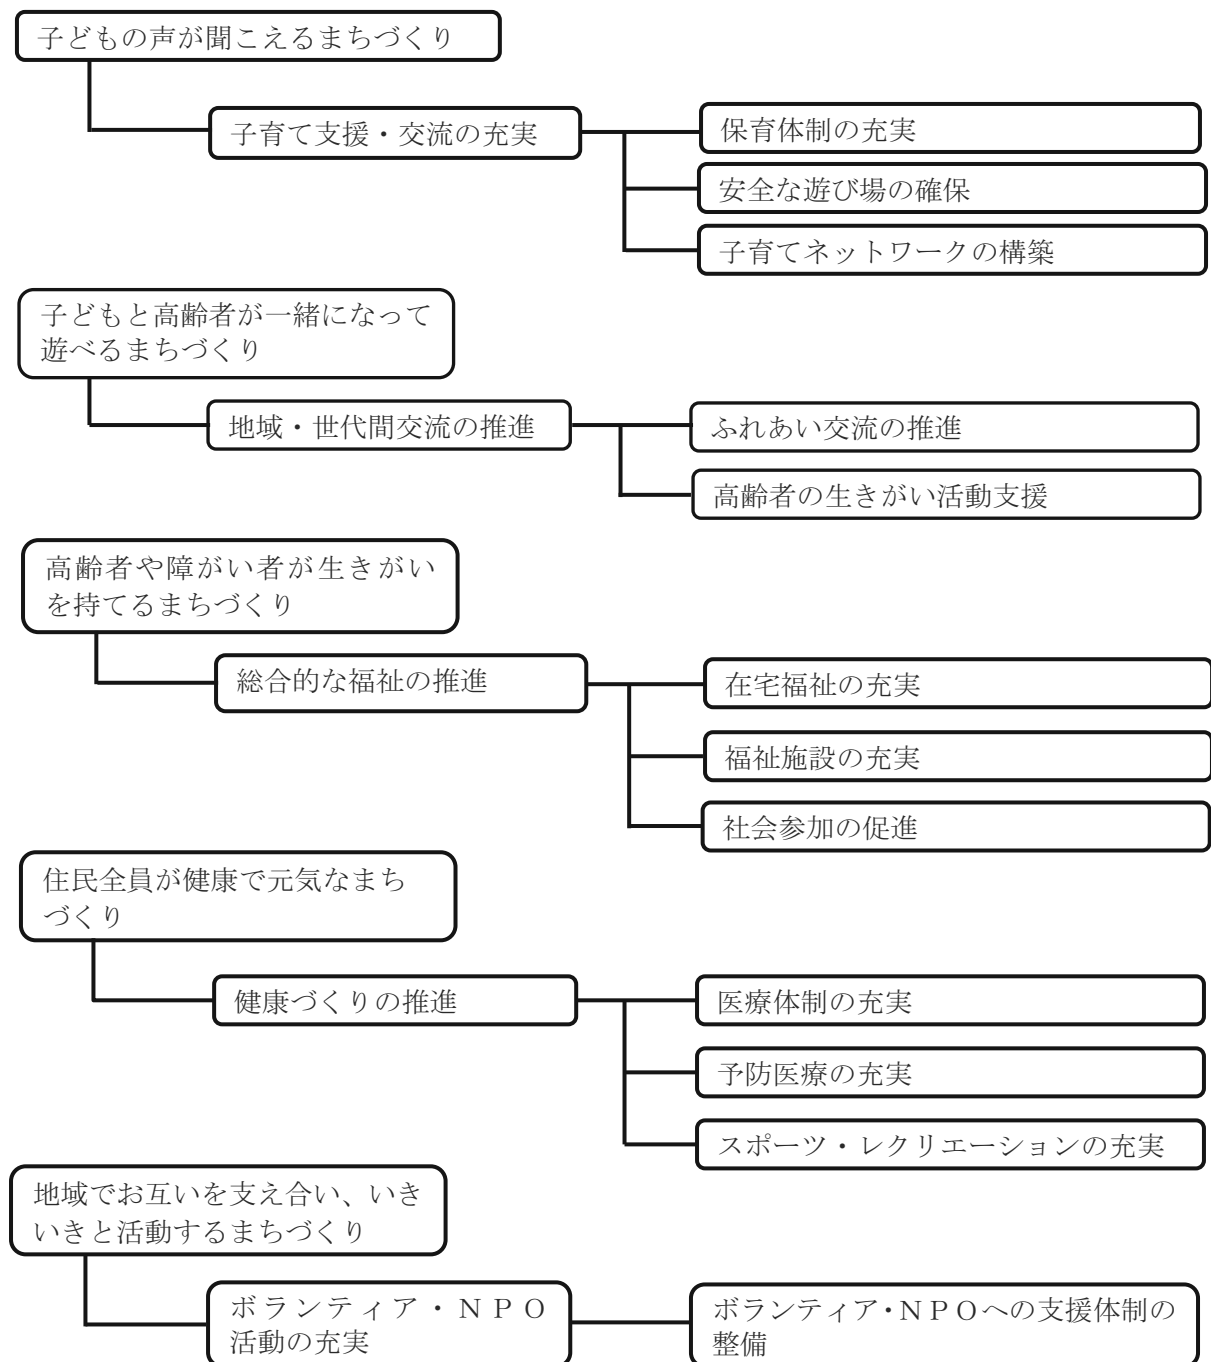 子どもの声が聞こえるまちづくり
子育て支援・交流の充実
保育体制の充実
安全な遊び場の確保
子育てネットワークの構築
子どもと高齢者が一緒になって
遊べるまちづくり
地域・世代間交流の推進
ふれあい交流の推進
高齢者の生きがい活動支援
高齢者や障がい者が生きがい
を持てるまちづくり
総合的な福祉の推進
在宅福祉の充実
福祉施設の充実
社会参加の促進
住民全員が健康で元気なまち
づくり
健康づくりの推進
医療体制の充実
予防医療の充実
スポーツ・レクリエーションの充実
地域でお互いを支え合い、いき
いきと活動するまちづくり
ボランティア・ＮＰＯ
活動の充実
ボランティア・ＮＰＯへの支援体制の
整備